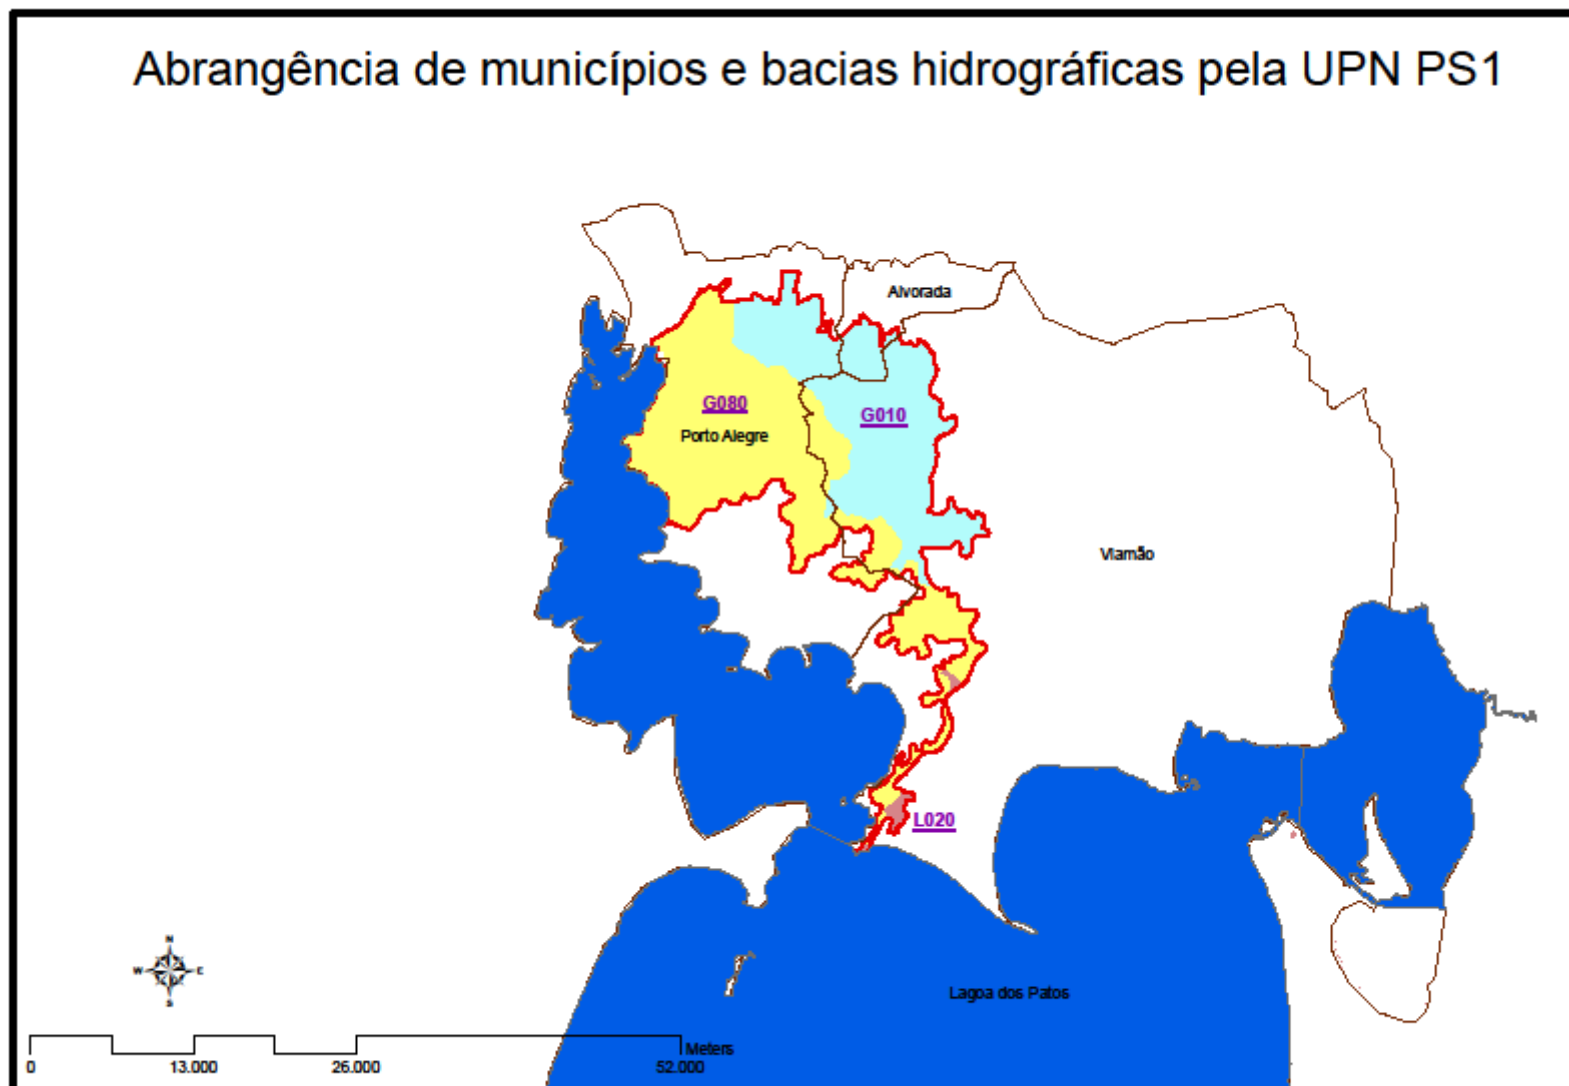 Abrangência de municípios e bacias hidrográficas pela UPN PS1
Alvorada
G080
G010
Porto Alegre
Viamão
L020
N
W E
S
Lagoa dos Patos
Meters
0 13.000 26.000 52.000